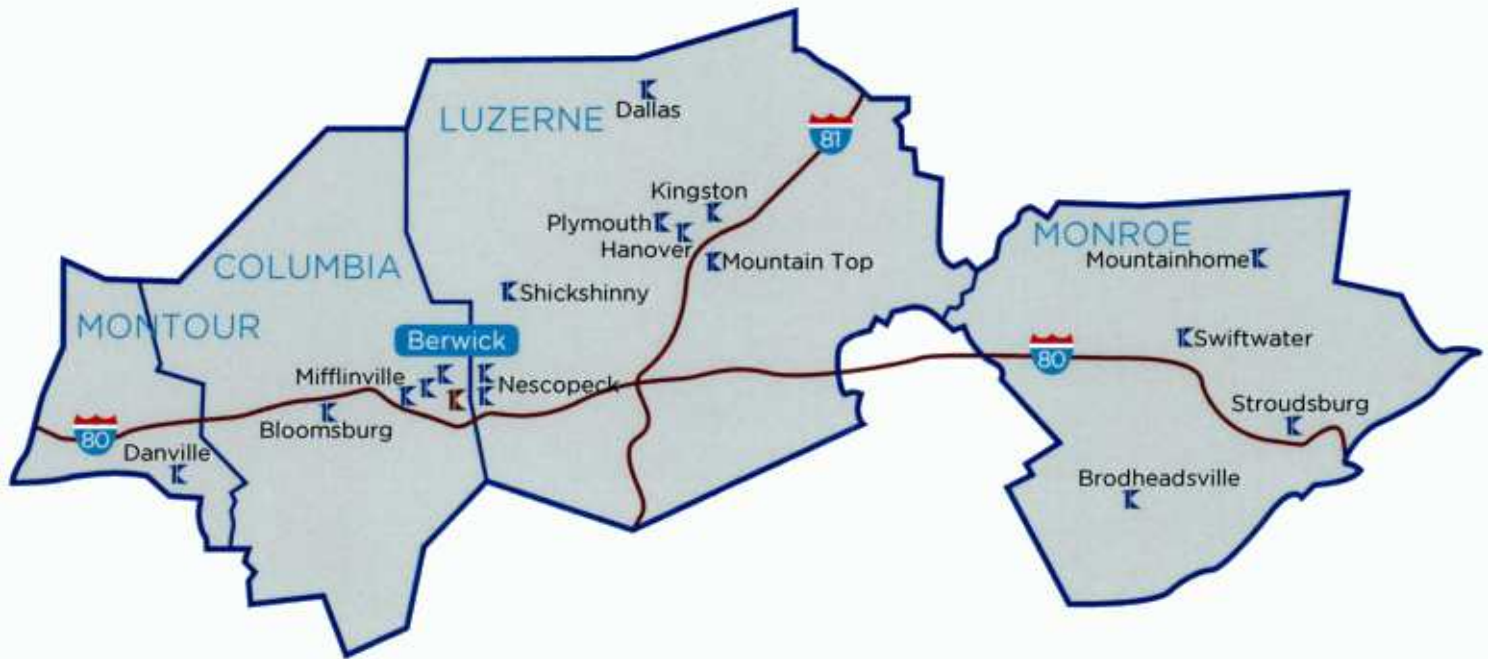 Dallas
LUZERNE
81
Kingston
Plymouth
Hanover
MONROE
Mountainhome
COLUMBIA
Mountain Top
Shickshinny
MONTOUR
Berwick
80
Swiftwater
Mifflinville
Nescopeck
Stroudsburg
Bloomsburg
80
Danville
Brodheadsville